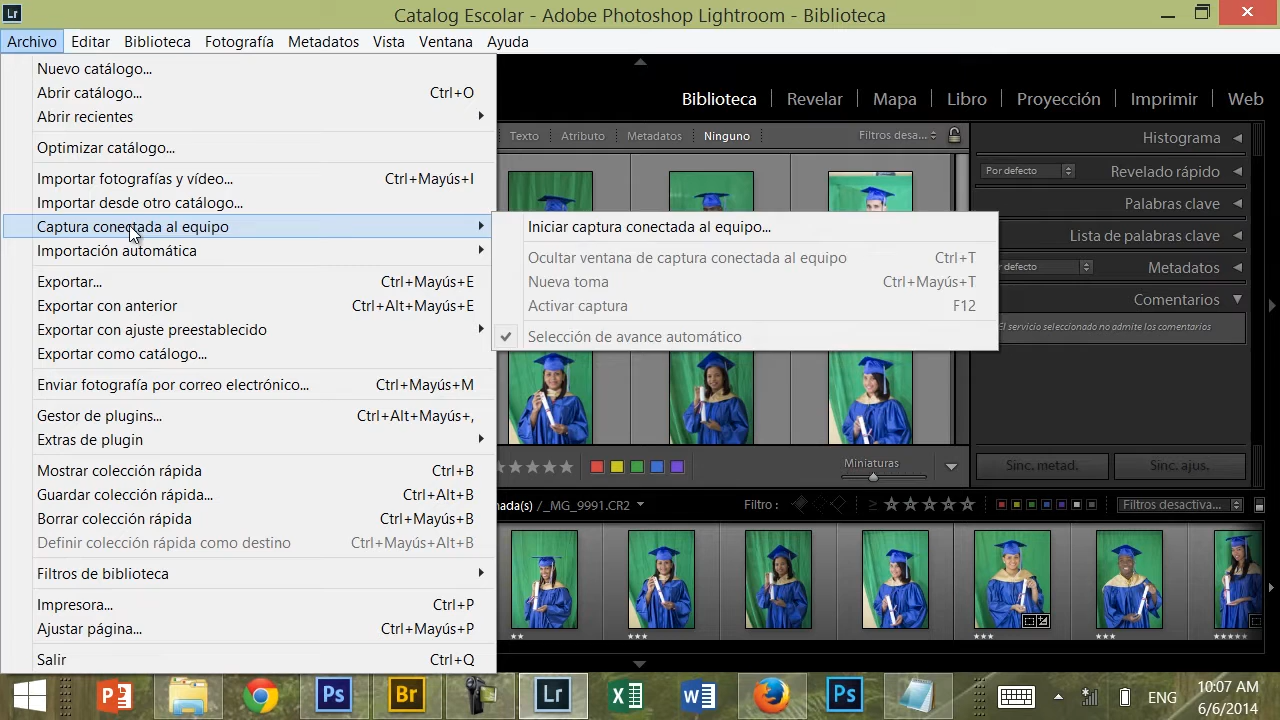 Lr
Catalog Escolar - Adobe Photoshop Lightroom - Biblioteca
Archivo Editar Biblioteca Fotografía Metadatos Vista Ventana Ayuda
Nuevo catálogo...
Abrir catálogo... Ctrl+O
Abrir recientes
Optimizar catálogo...
Importar fotografías y vídeo... Ctrl+Mayús+I
Importar desde otro catálogo...
Captura conectada al equipo
Importación automática
Exportar... Ctrl+Mayús+E
Exportar con anterior Ctrl+Alt+Mayús+E
Exportar con ajuste preestablecido
Exportar como catálogo...
Enviar fotografía por correo electrónico... Ctrl+Mayús+M
Gestor de plugins... Ctrl+Alt+Mayús+,
Extras de plugin
Mostrar colección rápida Ctrl+B
Guardar colección rápida... Ctrl+Alt+B
Borrar colección rápida Ctrl+Mayús+B
Definir colección rápida como destino Ctrl+Mayús+Alt+B
Filtros de biblioteca
Impresora... Ctrl+P
Ajustar página... Ctrl+Mayús+P
Salir Ctrl+Q
Iniciar captura conectada al equipo...
Ocultar ventana de captura conectada al equipo Ctrl+T
Nueva toma Ctrl+Mayús+T
Activar captura F12
Selección de avance automático
Biblioteca | Revelar | Mapa | Libro | Proyección | Imprimir | Web
Texto Atributo Metadatos Ninguno Filtros desa...
Histograma
Por defecto Revelado rápido
Palabras clave
Lista de palabras clave
defecto Metadatos
Comentarios
El servicio seleccionado no admite los comentarios
Miniaturas
Sinc. metad. Sinc. ajus.
nada(s) /_MG_9991.CR2 Filtro : ≥ Filtros desactiva...
P Ps Br Lr X W Ps ENG
10:07 AM
6/6/2014